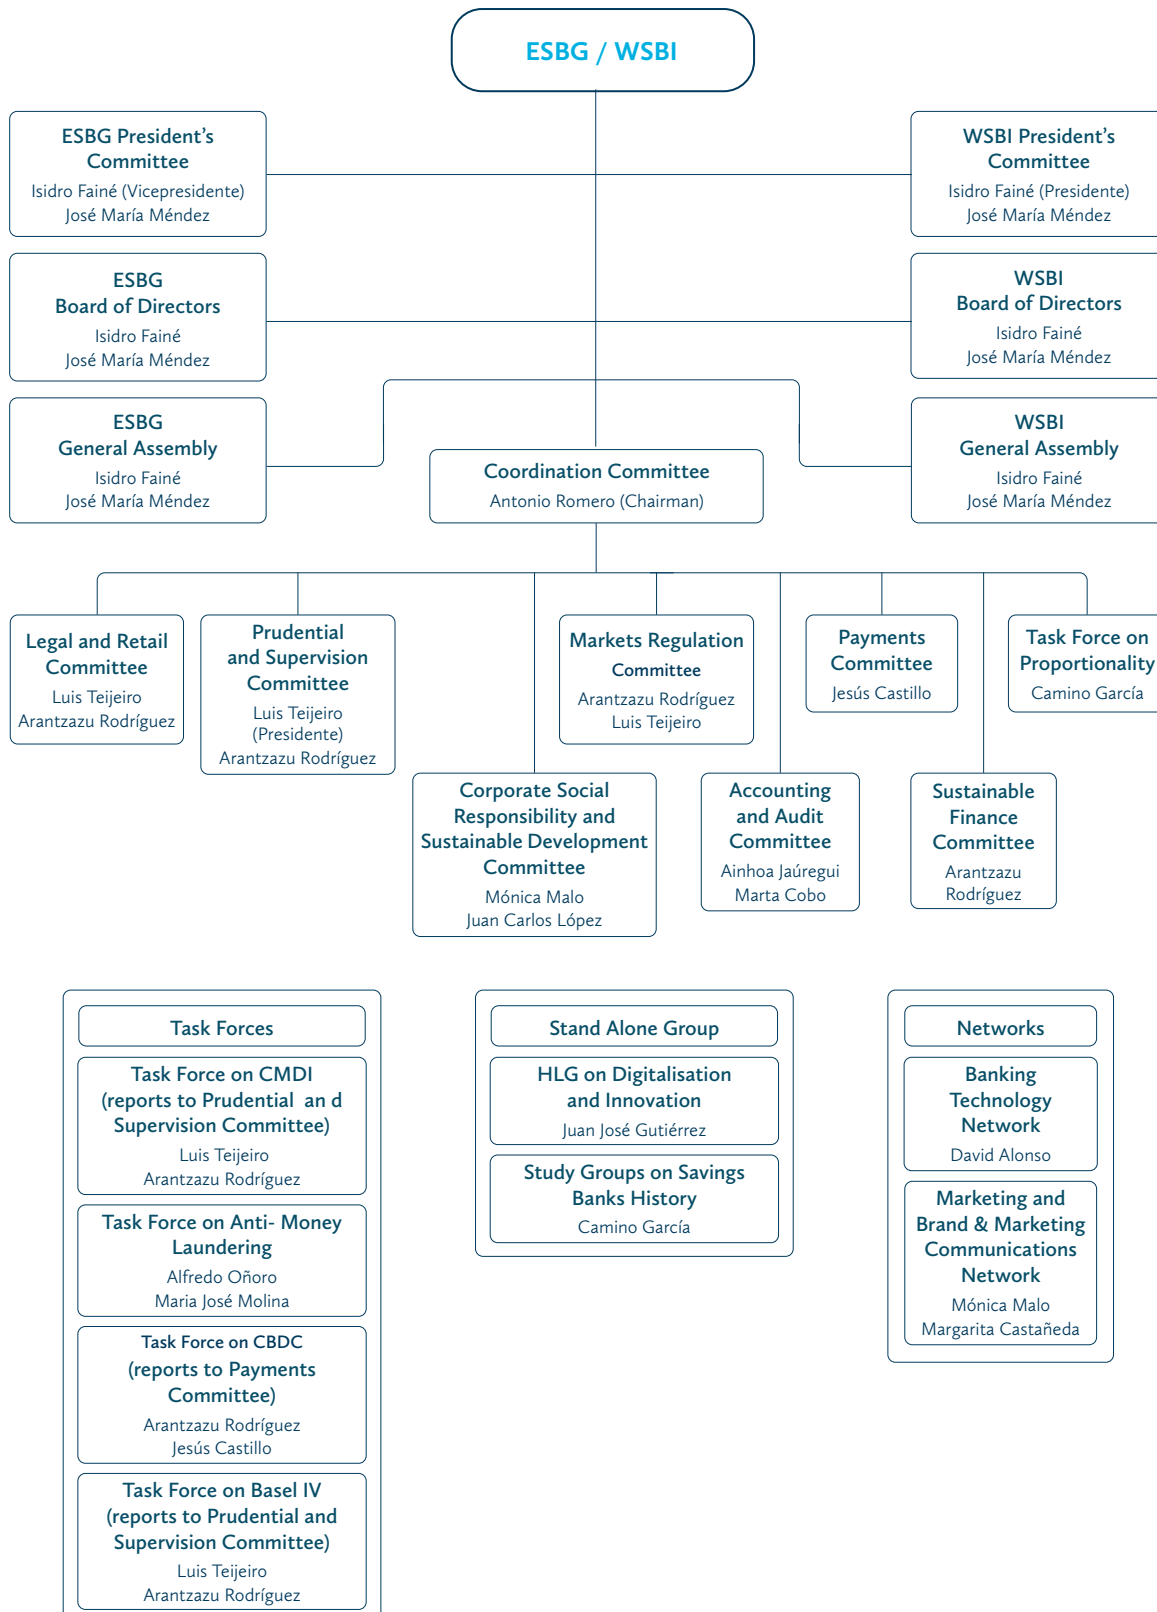 ESBG / WSBI
ESBG President’s
Committee
Isidro Fainé (Vicepresidente)
José María Méndez
WSBI President’s
Committee
Isidro Fainé (Presidente)
José María Méndez
ESBG
Board of Directors
Isidro Fainé
José María Méndez
WSBI
Board of Directors
Isidro Fainé
José María Méndez
ESBG
General Assembly
Isidro Fainé
José María Méndez
Coordination Committee
Antonio Romero (Chairman)
WSBI
General Assembly
Isidro Fainé
José María Méndez
Legal and Retail
Committee
Luis Teijeiro
Arantzazu Rodríguez
Prudential
and Supervision
Committee
Luis Teijeiro
(Presidente)
Arantzazu Rodríguez
Markets Regulation
Committee
Arantzazu Rodríguez
Luis Teijeiro
Payments
Committee
Jesús Castillo
Task Force on
Proportionality
Camino García
Corporate Social
Responsibility and
Sustainable Development
Committee
Mónica Malo
Juan Carlos López
Accounting
and Audit
Committee
Ainhoa Jaúregui
Marta Cobo
Sustainable
Finance
Committee
Arantzazu
Rodríguez
Task Forces
Task Force on CMDI
(reports to Prudential an d
Supervision Committee)
Luis Teijeiro
Arantzazu Rodríguez
Task Force on Anti- Money
Laundering
Alfredo Oñoro
Maria José Molina
Task Force on CBDC
(reports to Payments
Committee)
Arantzazu Rodríguez
Jesús Castillo
Task Force on Basel IV
(reports to Prudential and
Supervision Committee)
Luis Teijeiro
Arantzazu Rodríguez
Stand Alone Group
HLG on Digitalisation
and Innovation
Juan José Gutiérrez
Study Groups on Savings
Banks History
Camino García
Networks
Banking
Technology
Network
David Alonso
Marketing and
Brand & Marketing
Communications
Network
Mónica Malo
Margarita Castañeda